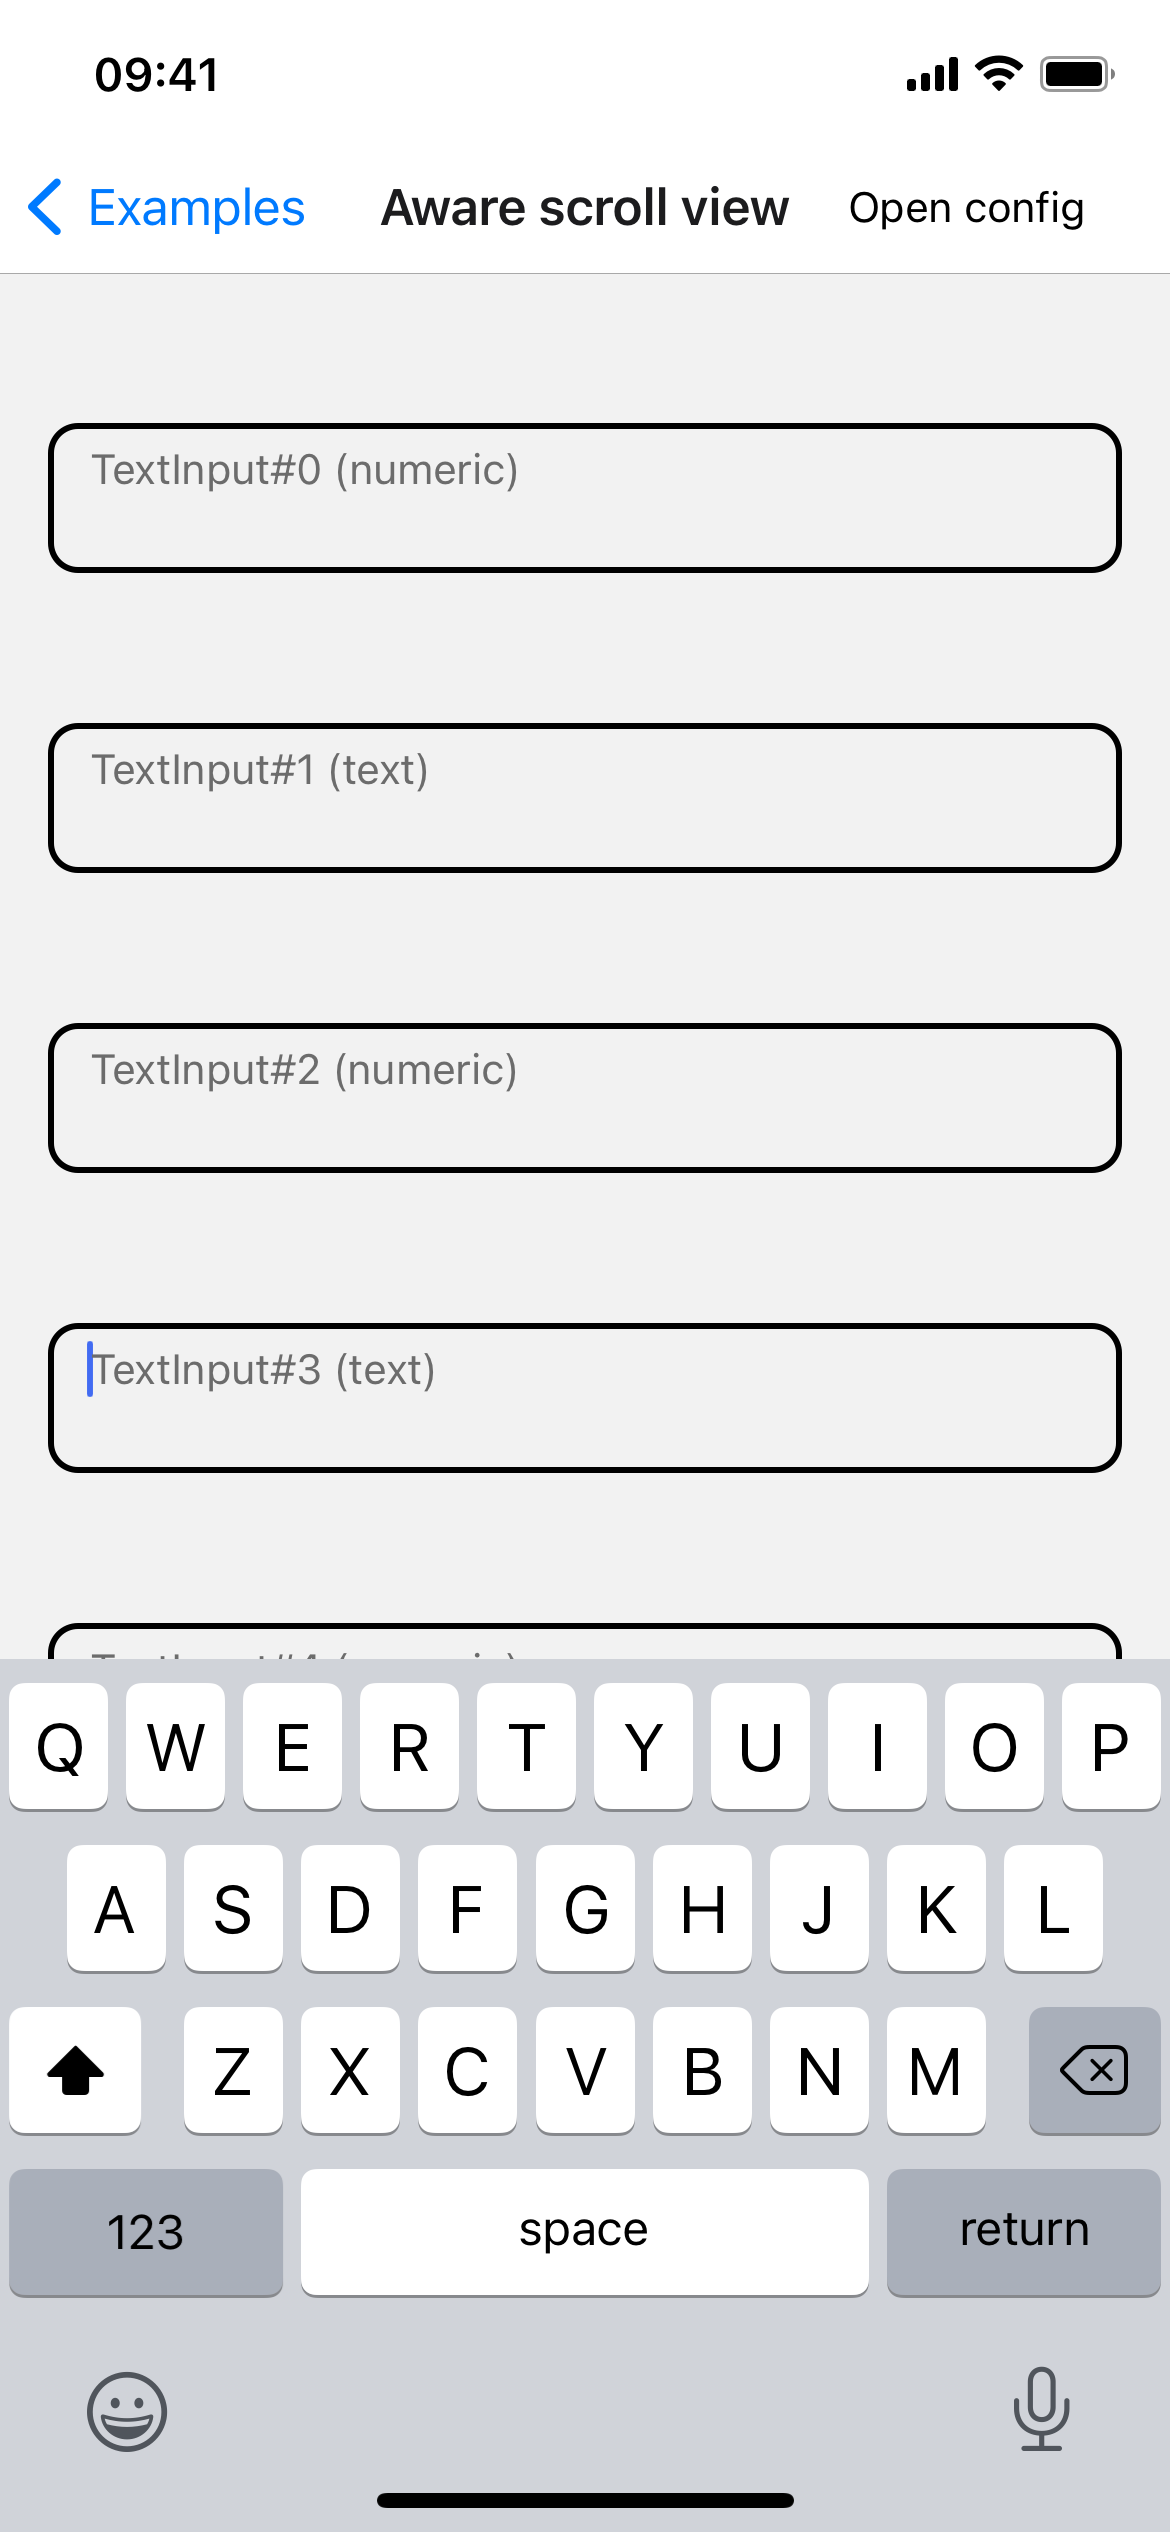 09:41
Examples
Aware scroll view
Open config
TextInput#0 (numeric)
TextInput#1 (text)
TextInput#2 (numeric)
TextInput#3 (text)
Q W E R T Y U I O P
A S D F G H J K L
Z X C V B N M
123 space return